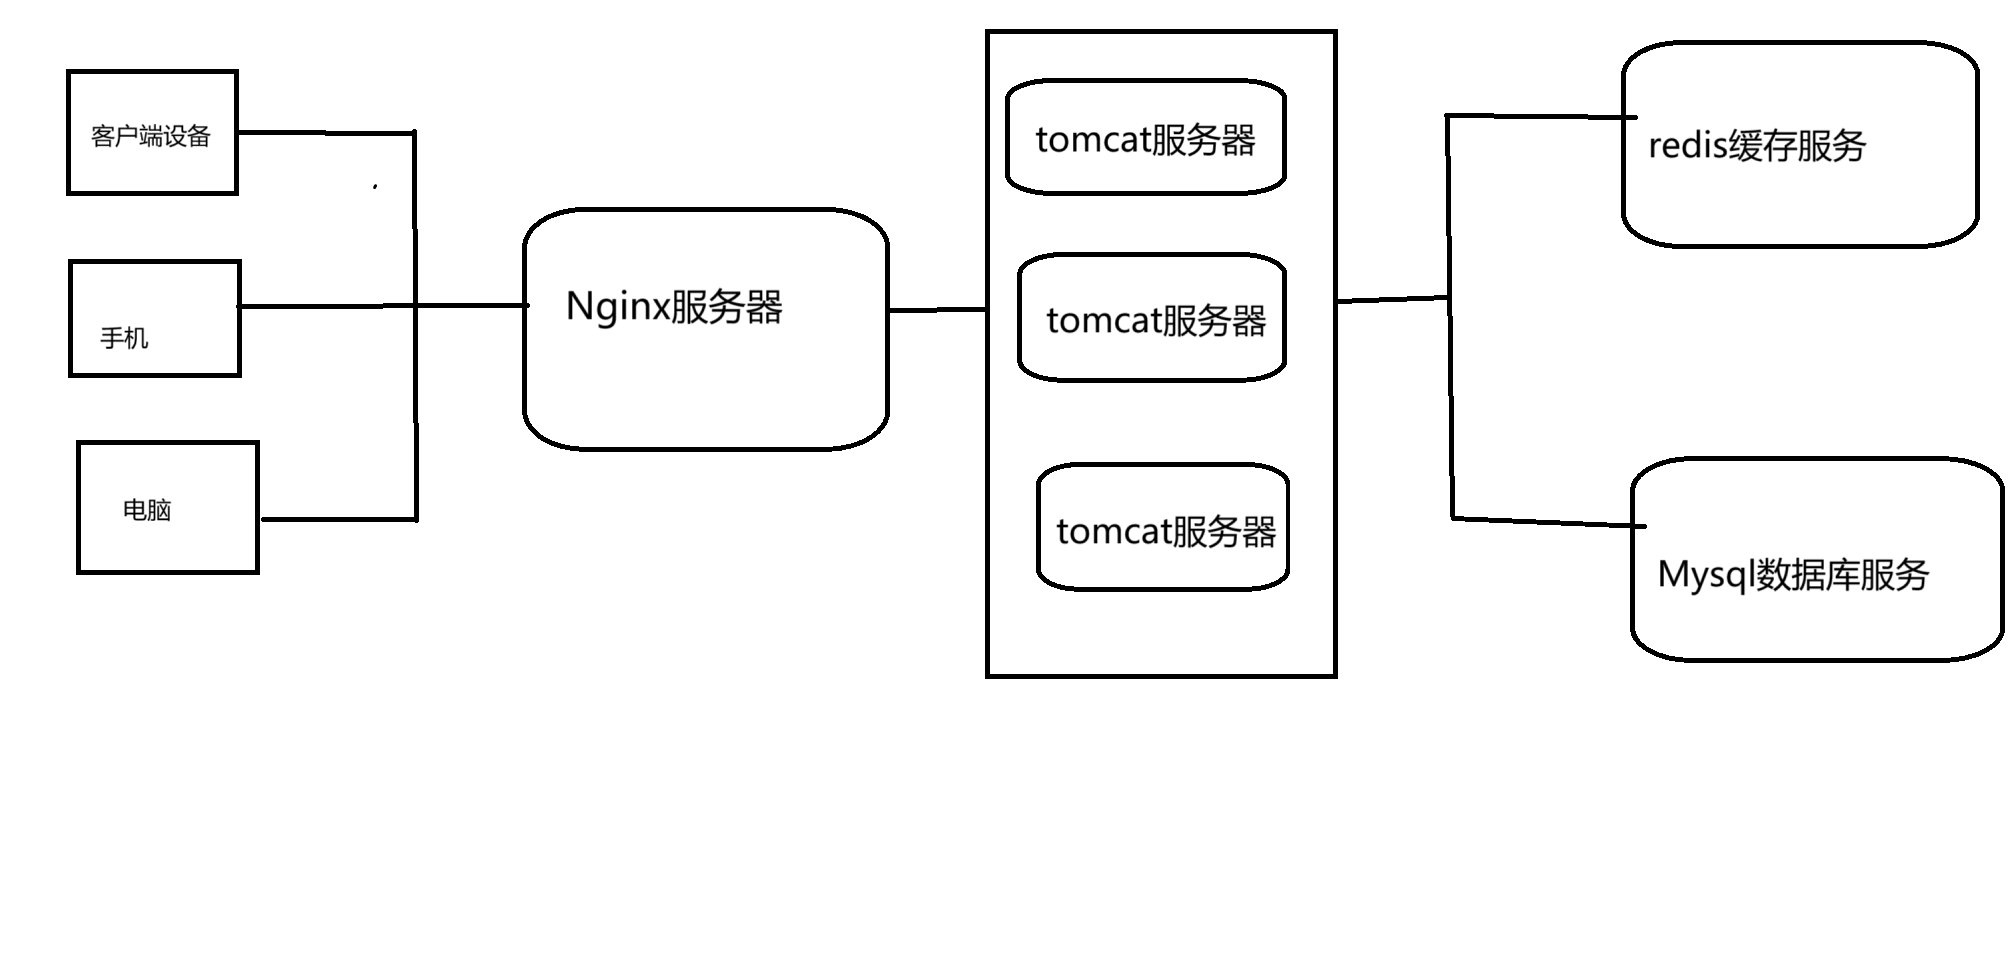 客户端设备
手机
电脑
Nginx服务器
tomcat服务器
tomcat服务器
tomcat服务器
redis缓存服务
Mysql数据库服务